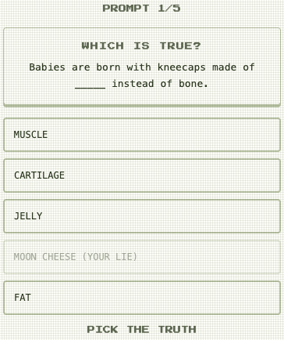 PROMPT 1/5
WHICH IS TRUE?
Babies are born with kneecaps made of
_____ instead of bone.
MUSCLE
CARTILAGE
JELLY
MOON CHEESE (YOUR LIE)
FAT
PICK THE TRUTH